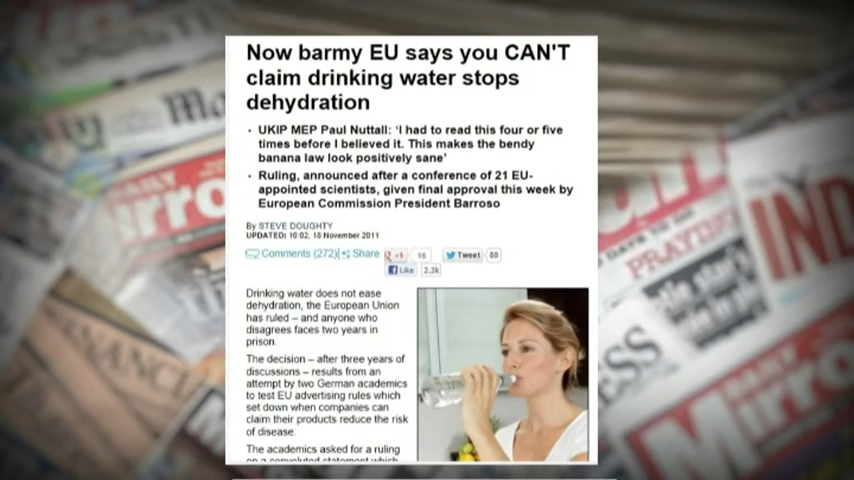 Now barmy EU says you CAN'T
claim drinking water stops
dehydration
· UKIP MEP Paul Nuttall: 'I had to read this four or five
times before I believed it. This makes the bendy
banana law look positively sane'
· Ruling, announced after a conference of 21 EU-
appointed scientists, given final approval this week by
European Commission President Barroso
By STEVE DOUGHTY
UPDATED: 10:02, 18 November 2011
Comments (272) Share +1 16 Tweet 88
Like 2.3k
Drinking water does not ease
dehydration, the European Union
has ruled – and anyone who
disagrees faces two years in
prison.
The decision – after three years of
discussions – results from an
attempt by two German academics
to test EU advertising rules which
set down when companies can
claim their products reduce the risk
of disease.
The academics asked for a ruling
on a convoluted statement which
PRAYING
IND
Mirror